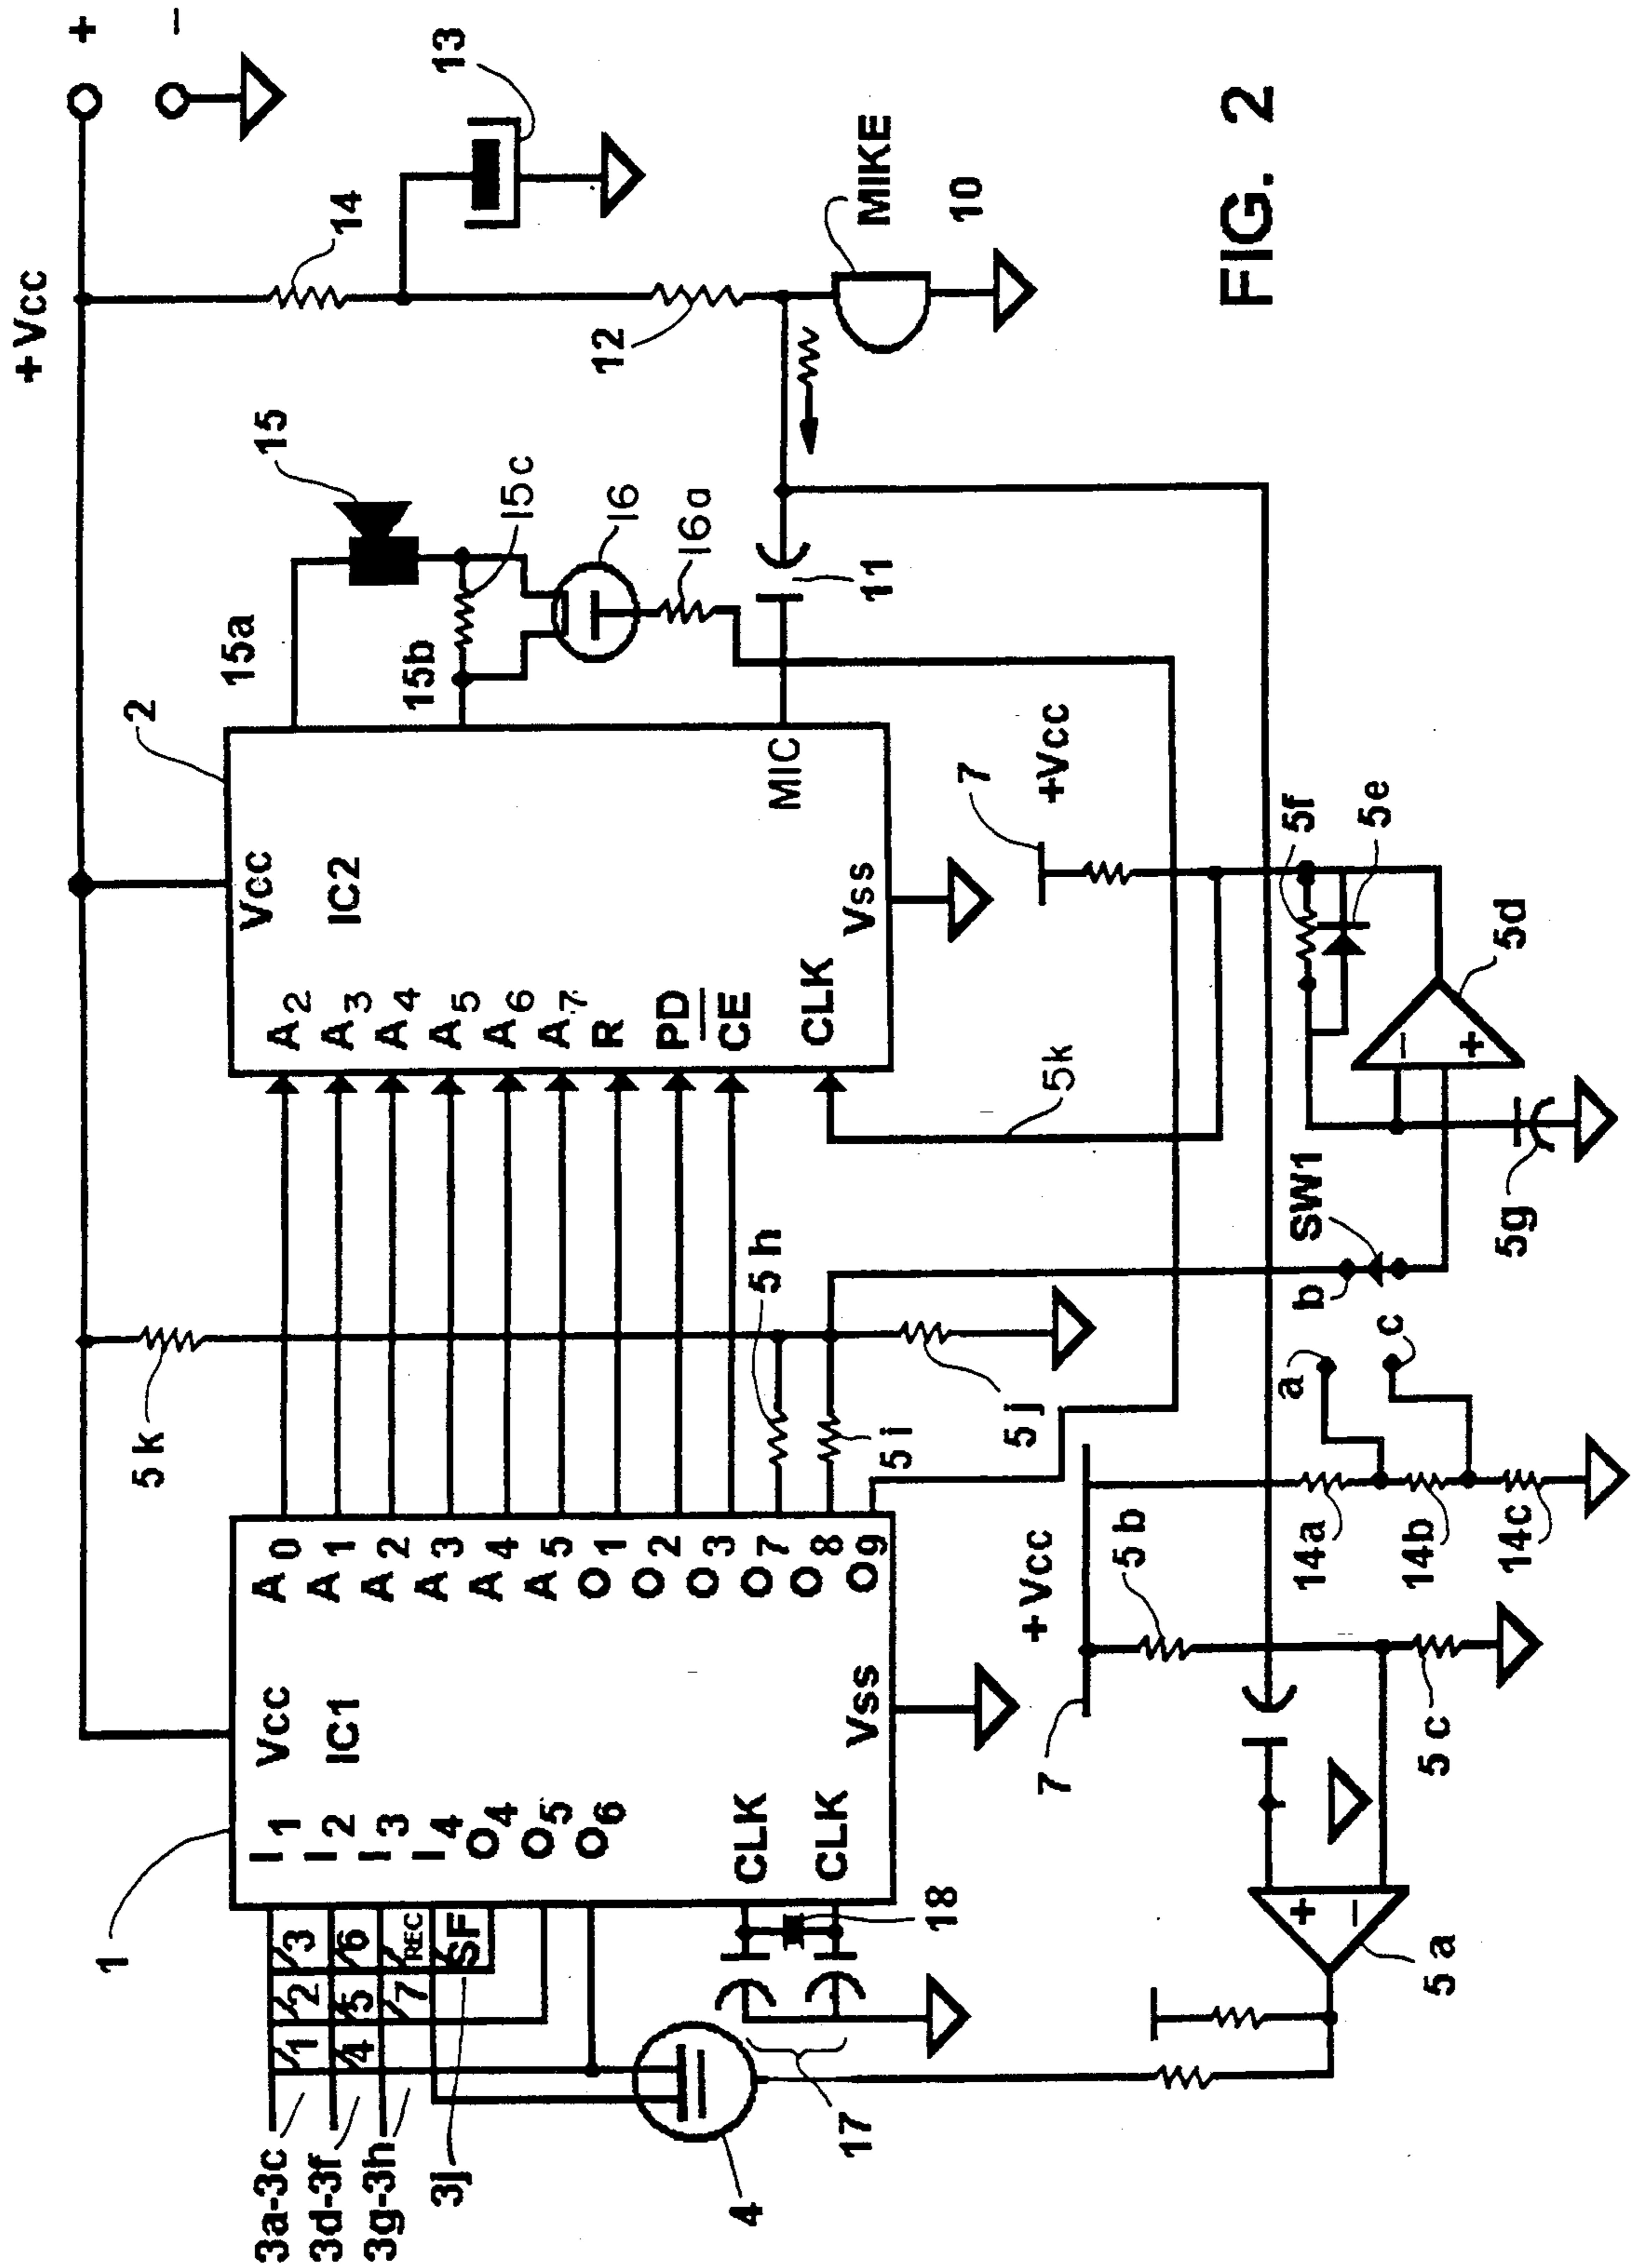 +Vcc
+
−
13
14
15
15a
15c
15b
16
16a
12
MIKE
10
11
2
Vcc
IC2
A2
A3
A4
A5
A6
A7
R
PD
CE
CLK
MIC
Vss
5k
7
+Vcc
5k
5h
5i
5j
1
Vcc
IC1
I1
I2
I3
I4
O4
O5
O6
CLK
CLK
Vss
A0
A1
A2
A3
A4
A5
O1
O2
O3
O7
O8
O9
1 2 3
4 5 6
7 REC
SF
3a-3c
3d-3f
3g-3h
3j
4
17
18
+Vcc
7
5b
5c
+
−
5a
14a
14b
14c
a
b
c
SW1
5g
−
+
5d
5f
5e
FIG. 2